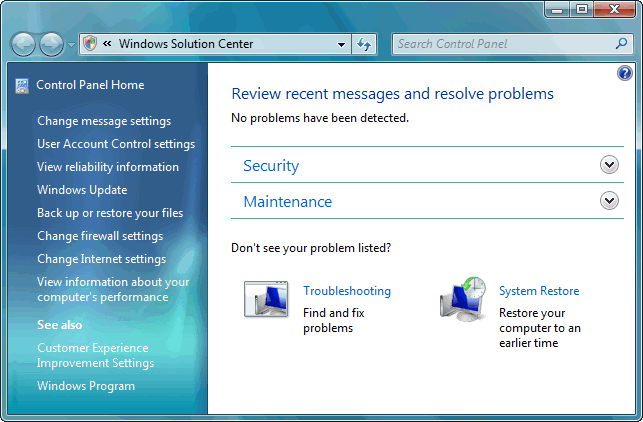 « Windows Solution Center
Search Control Panel
Control Panel Home
Change message settings
User Account Control settings
View reliability information
Windows Update
Back up or restore your files
Change firewall settings
Change Internet settings
View information about your
computer's performance
See also
Customer Experience
Improvement Settings
Windows Program
Review recent messages and resolve problems
No problems have been detected.
Security
Maintenance
Don't see your problem listed?
Troubleshooting
Find and fix
problems
System Restore
Restore your
computer to an
earlier time